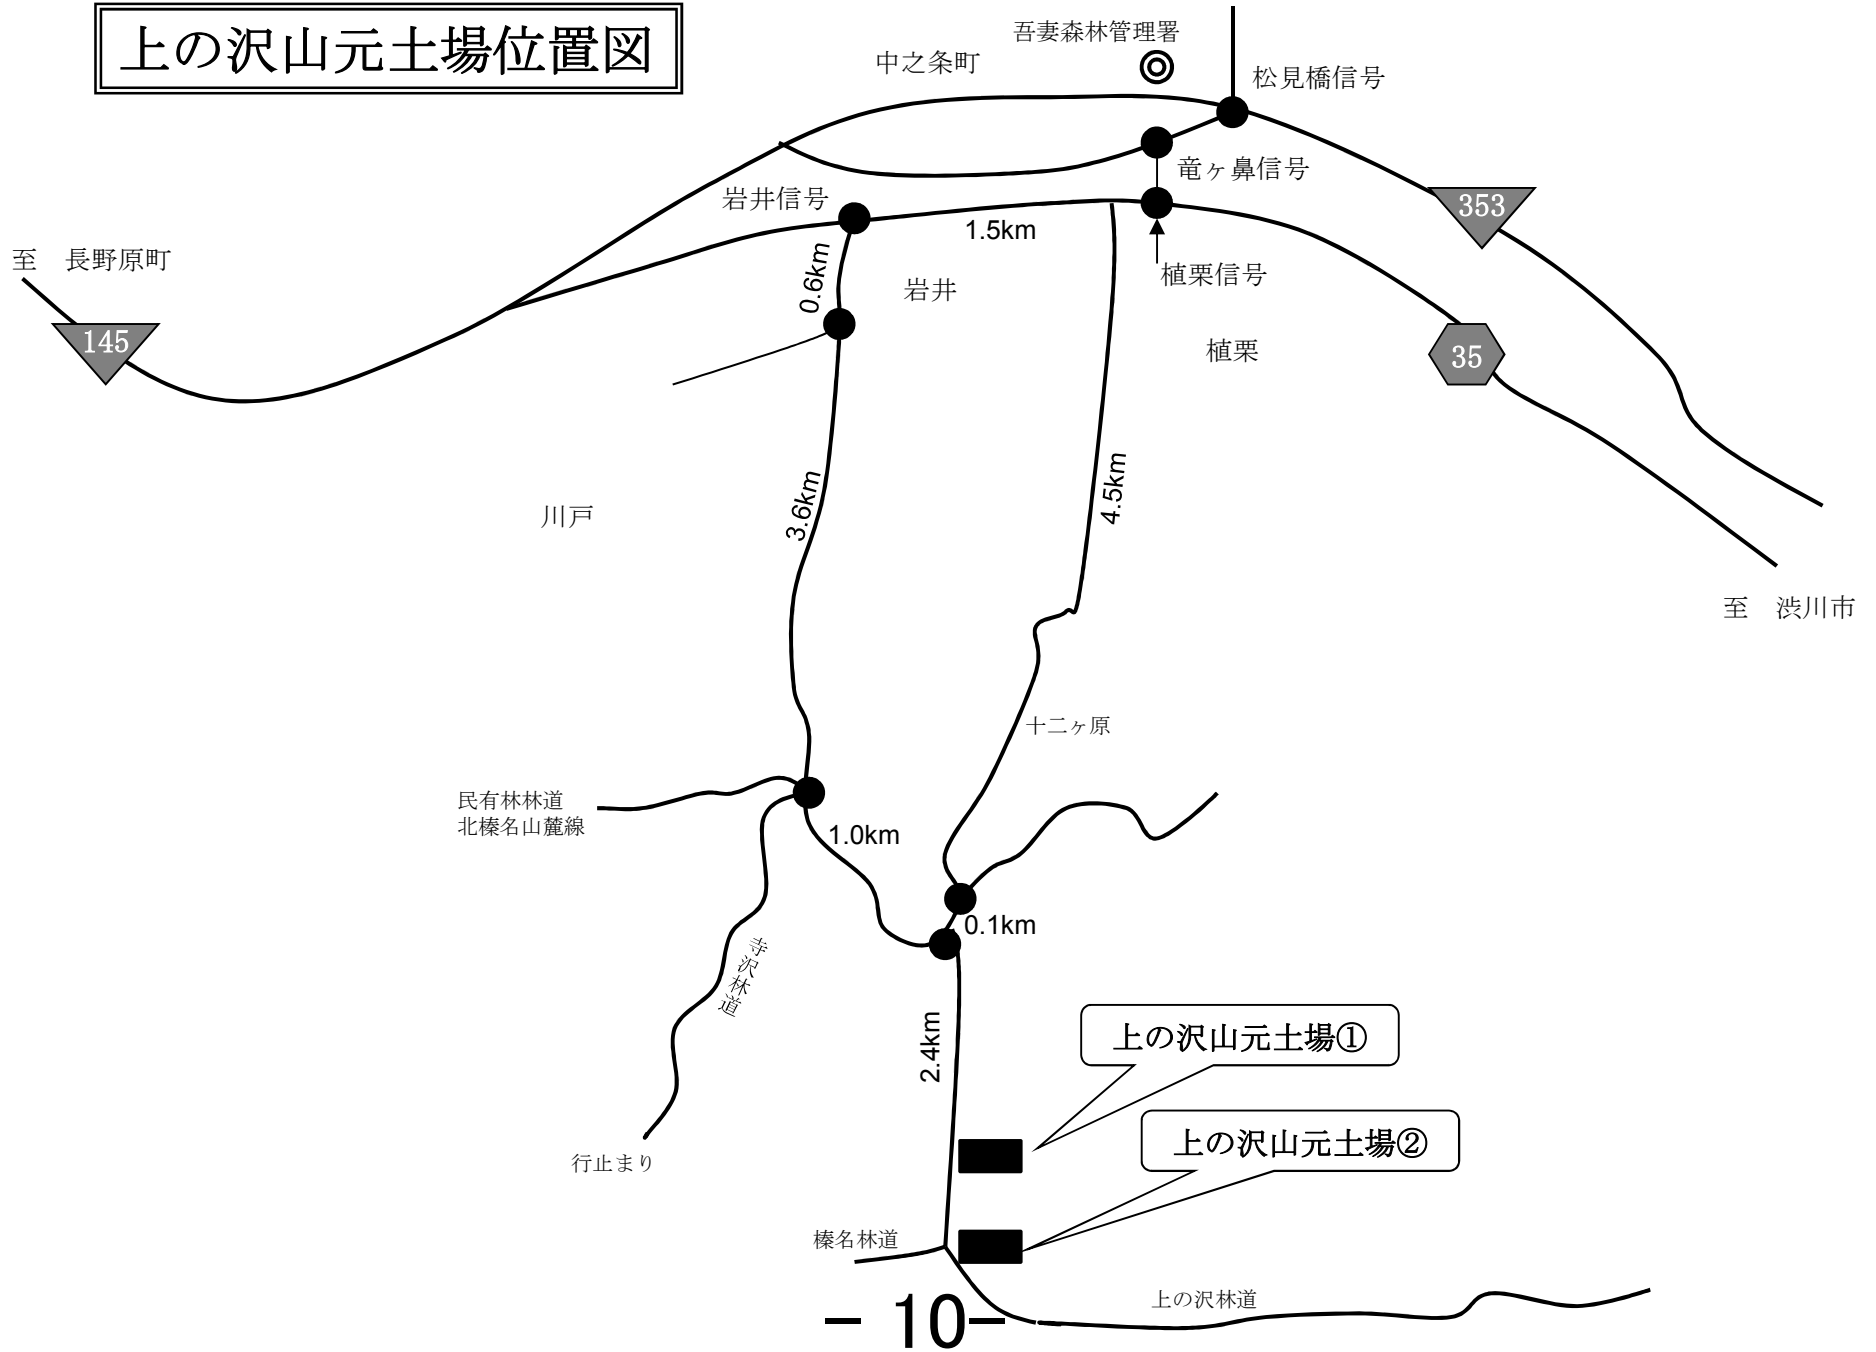 上の沢山元土場位置図
吾妻森林管理署
中之条町
松見橋信号
竜ヶ鼻信号
岩井信号
353
1.5km
至　長野原町
0.6km
岩井
植栗信号
145
植栗
35
3.6km
4.5km
川戸
至　渋川市
十二ヶ原
民有林林道
北榛名山麓線
1.0km
0.1km
寺沢林道
2.4km
上の沢山元土場①
上の沢山元土場②
行止まり
榛名林道
上の沢林道
- 10-